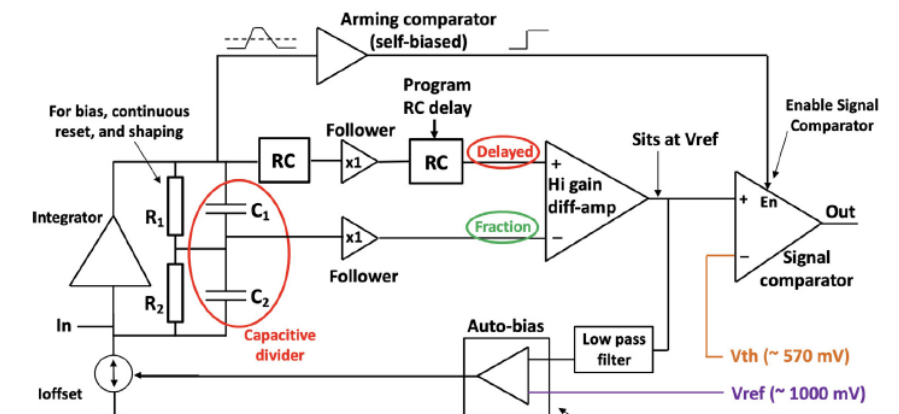 Arming comparator
(self-biased)
Program
RC delay
For bias, continuous
reset, and shaping
Enable Signal
Comparator
Follower
Sits at Vref
RC
x1
RC
Delayed
+
Hi gain
diff-amp
+
En
Integrator
R1
C1
Out
x1
Fraction
−
−
Signal
comparator
Follower
R2
C2
In
Capacitive
divider
Auto-bias
Low pass
filter
Vth (~ 570 mV)
Ioffset
Vref (~ 1000 mV)